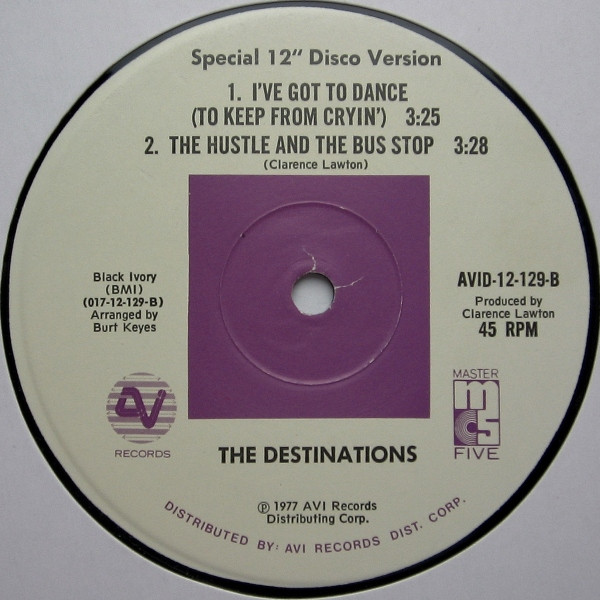 Special 12" Disco Version
1. I'VE GOT TO DANCE
(TO KEEP FROM CRYIN') 3:25
2. THE HUSTLE AND THE BUS STOP 3:28
(Clarence Lawton)
Black Ivory
(BMI)
(017-12-129-B)
Arranged by
Burt Keyes
AVID-12-129-B
Produced by
Clarence Lawton
45 RPM
AVI
RECORDS
MASTER
m5
FIVE
THE DESTINATIONS
℗ 1977 AVI Records
Distributing Corp.
DISTRIBUTED BY: AVI RECORDS DIST. CORP.